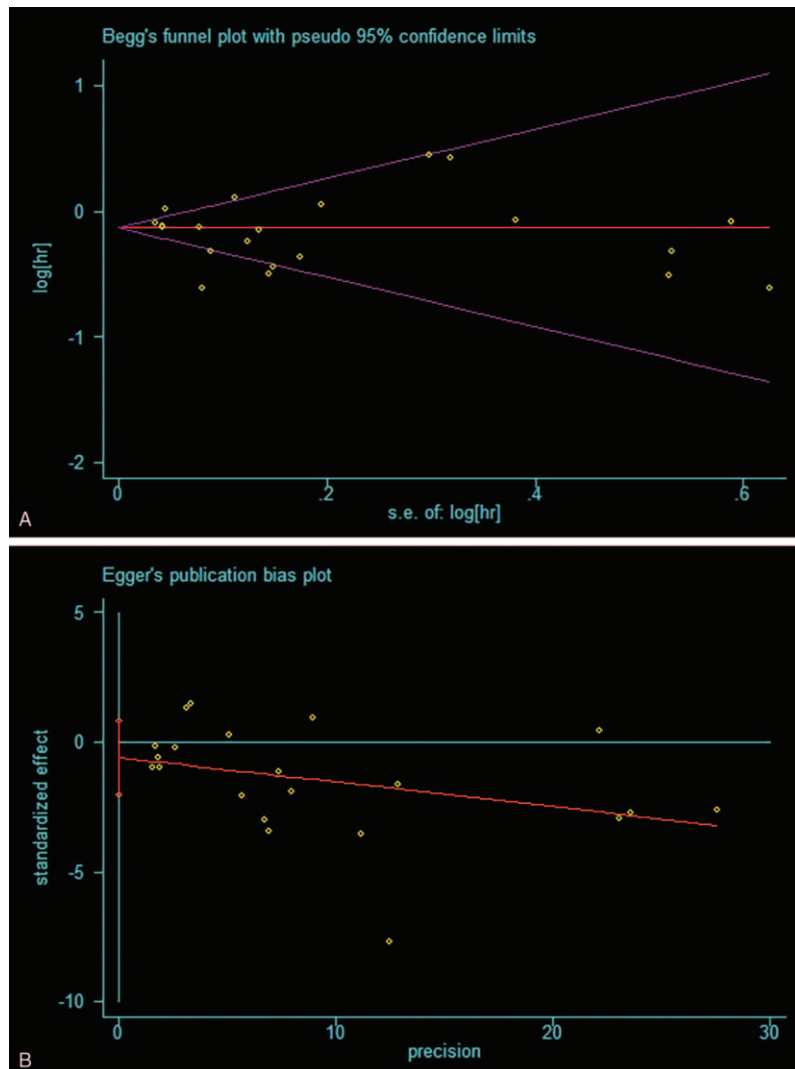 Begg's funnel plot with pseudo 95% confidence limits
1
0
-1
-2
log[hr]
0 .2 .4 .6
s.e. of: log[hr]
A
Egger's publication bias plot
5
0
-5
-10
standardized effect
0 10 20 30
precision
B